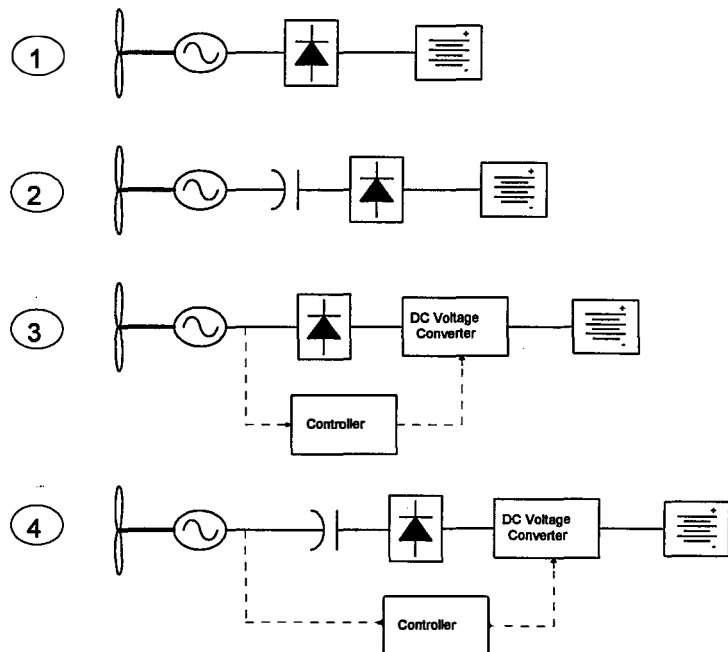 1
+
-
2
+
-
3
DC Voltage
Converter
+
-
Controller
4
DC Voltage
Converter
+
-
Controller